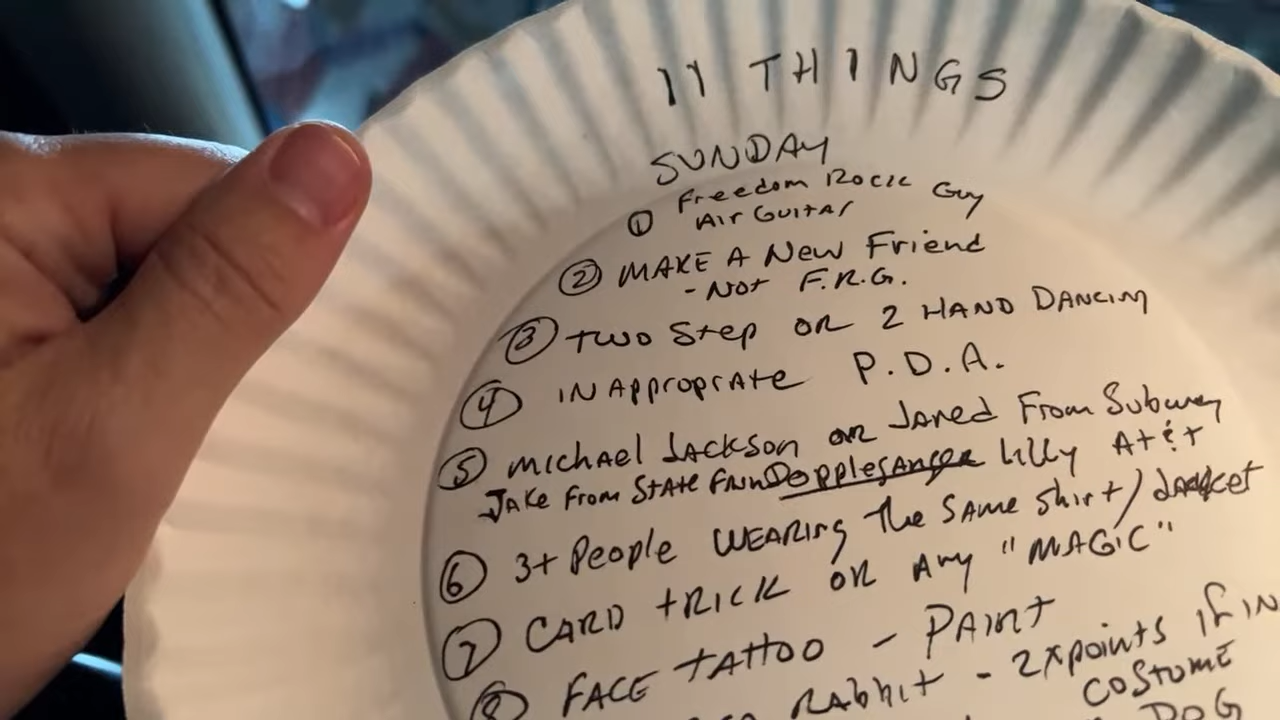 11 THINGS
SUNDAY
① Freedom Rock Guy
Air Guitar
② MAKE A New Friend
- Not F.R.G.
③ Two Step or 2 HAND DANCING
④ INAppropriate P.D.A.
⑤ Michael Jackson or Jared From Subway
Jake From State Farm Dopplesanger Lilly At&t
⑥ 3+ People WEARING The SAME Shirt/Jacket
⑦ CARD tRICK OR Any "MAGIC"
⑧ FACE TATTOO - PAINT
Rabbit - 2x points if in
COSTUME
DOG